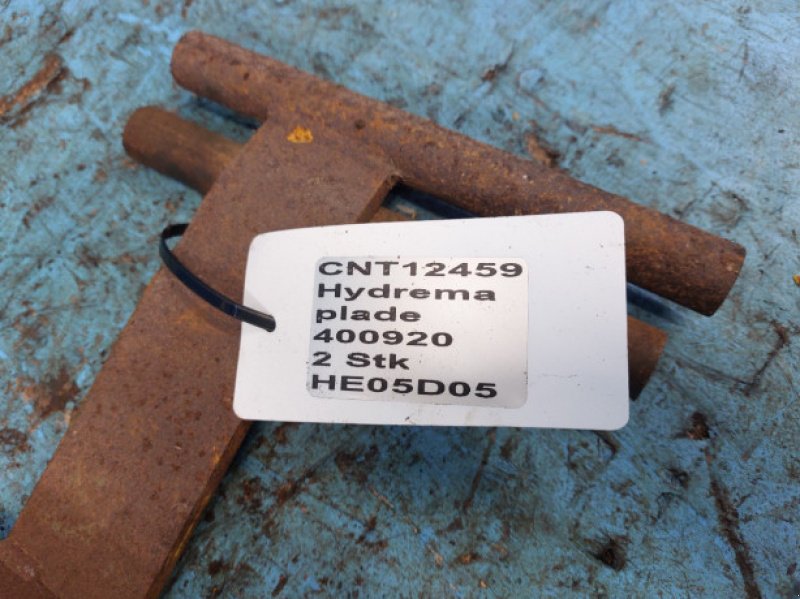 CNT12459
Hydrema
plade
400920
2 Stk
HE05D05